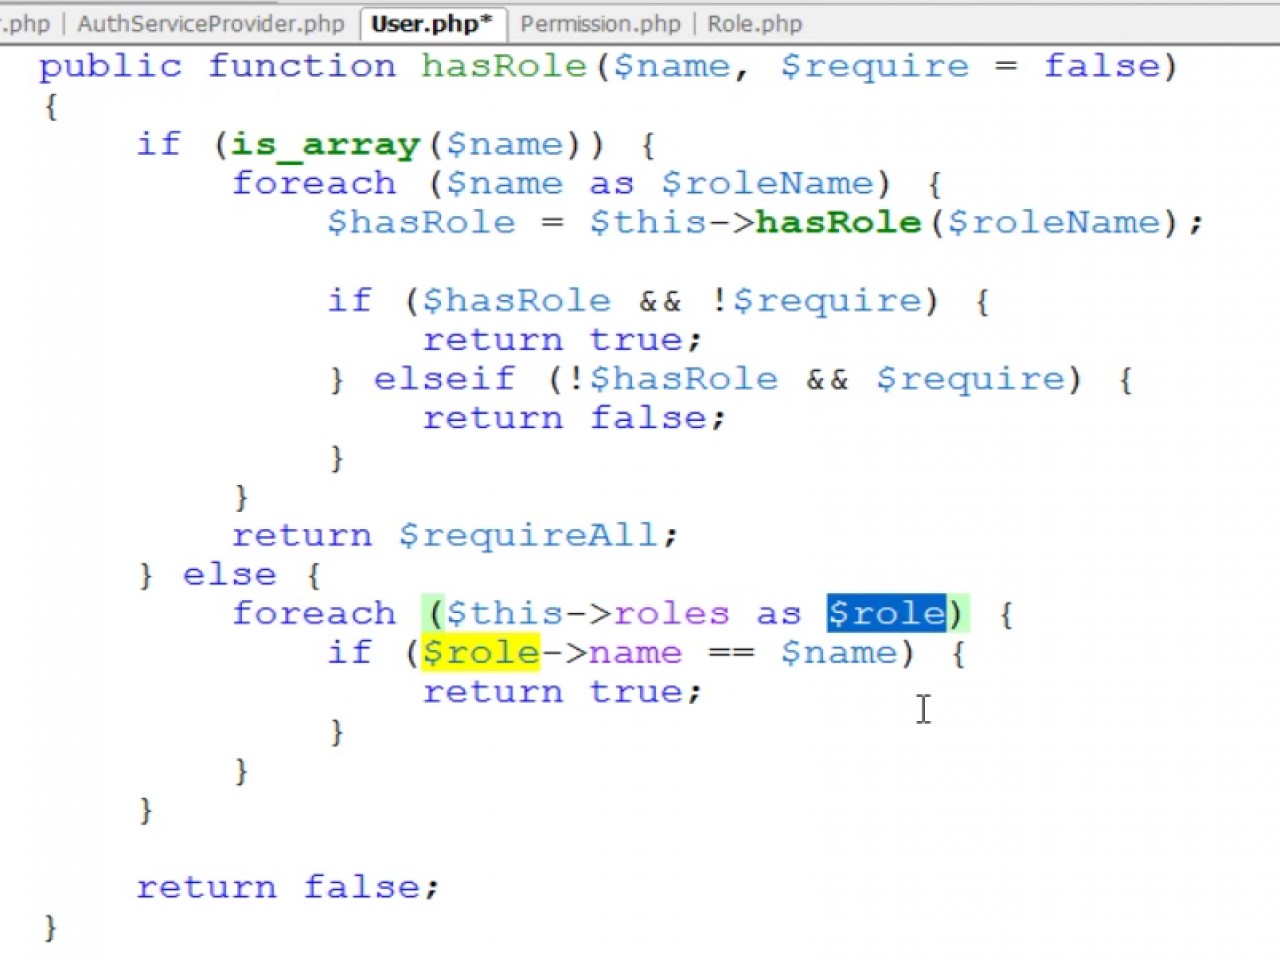 .php | AuthServiceProvider.php | User.php* | Permission.php | Role.php
public function hasRole($name, $require = false)
{
if (is_array($name)) {
foreach ($name as $roleName) {
$hasRole = $this->hasRole($roleName);
if ($hasRole && !$require) {
return true;
} elseif (!$hasRole && $require) {
return false;
}
}
return $requireAll;
} else {
foreach ($this->roles as $role) {
if ($role->name == $name) {
return true;
}
}
}
return false;
}